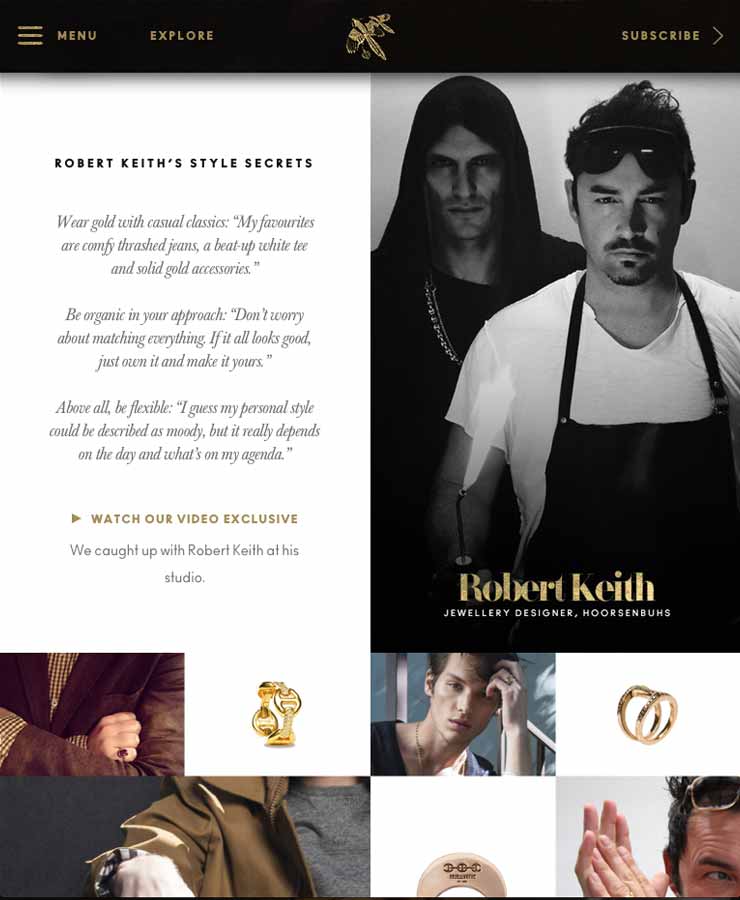 MENU
EXPLORE
SUBSCRIBE
ROBERT KEITH’S STYLE SECRETS
Wear gold with casual classics: “My favourites
are comfy thrashed jeans, a beat-up white tee
and solid gold accessories.”
Be organic in your approach: “Don’t worry
about matching everything. If it all looks good,
just own it and make it yours.”
Above all, be flexible: “I guess my personal style
could be described as moody, but it really depends
on the day and what’s on my agenda.”
WATCH OUR VIDEO EXCLUSIVE
We caught up with Robert Keith at his
studio.
Robert Keith
JEWELLERY DESIGNER, HOORSENBUHS